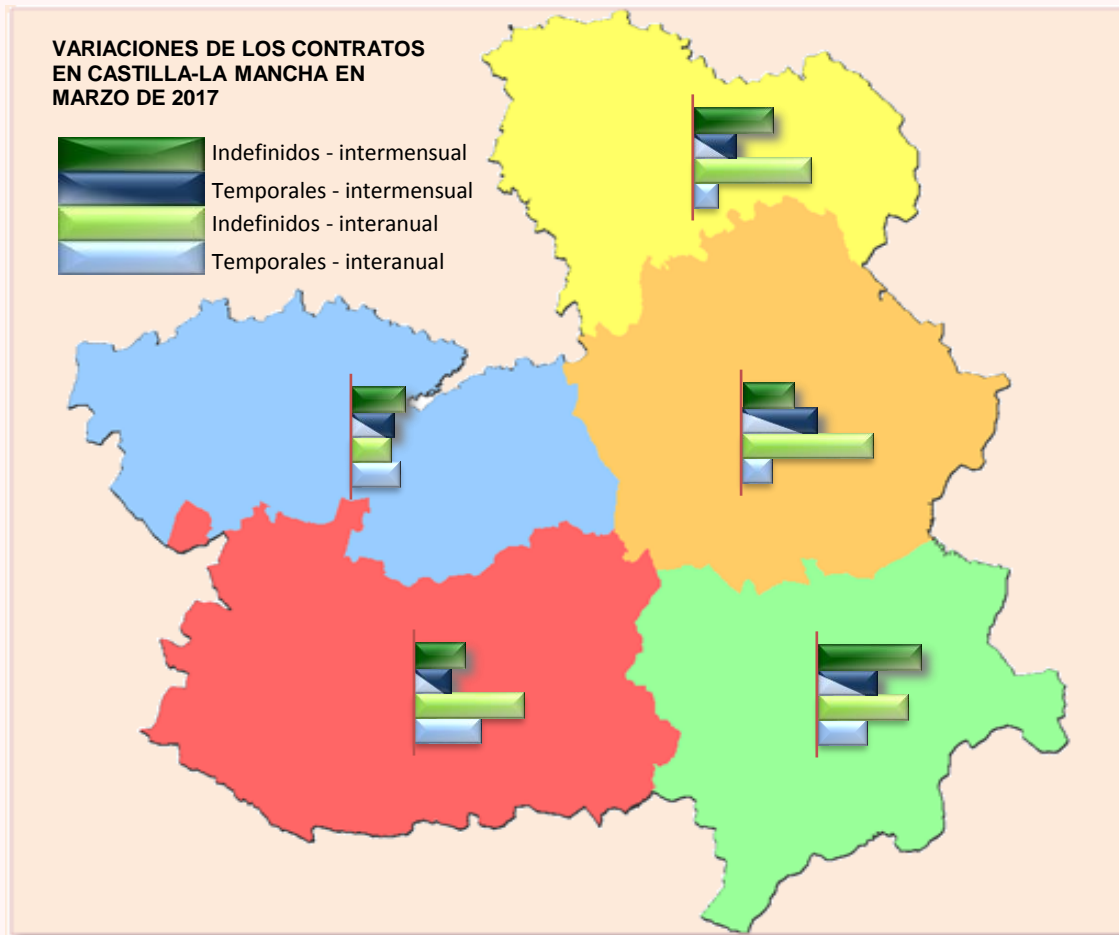 VARIACIONES DE LOS CONTRATOS
EN CASTILLA-LA MANCHA EN
MARZO DE 2017
Indefinidos - intermensual
Temporales - intermensual
Indefinidos - interanual
Temporales - interanual